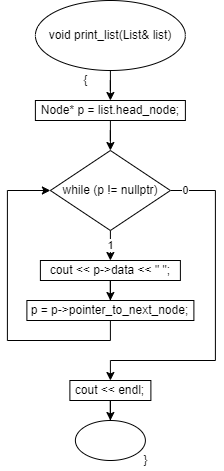 void print_list(List& list)
{
Node* p = list.head_node;
while (p != nullptr)
0
1
cout << p->data << " ";
p = p->pointer_to_next_node;
cout << endl;
}